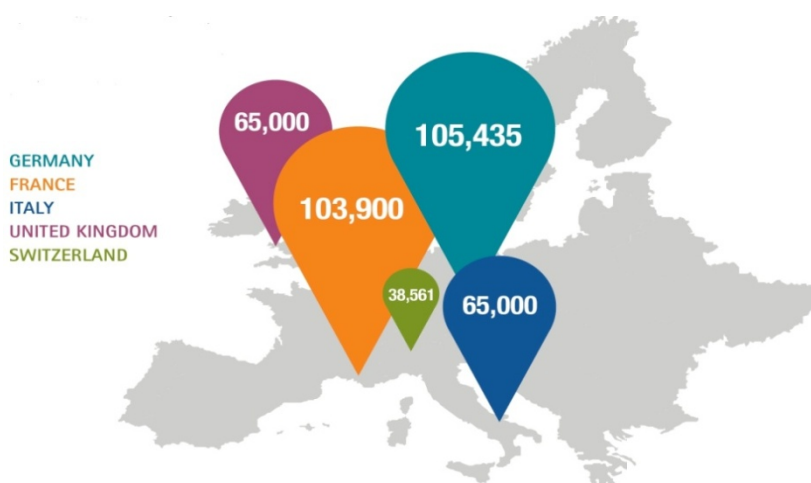 GERMANY
FRANCE
ITALY
UNITED KINGDOM
SWITZERLAND
65,000
105,435
103,900
38,561
65,000